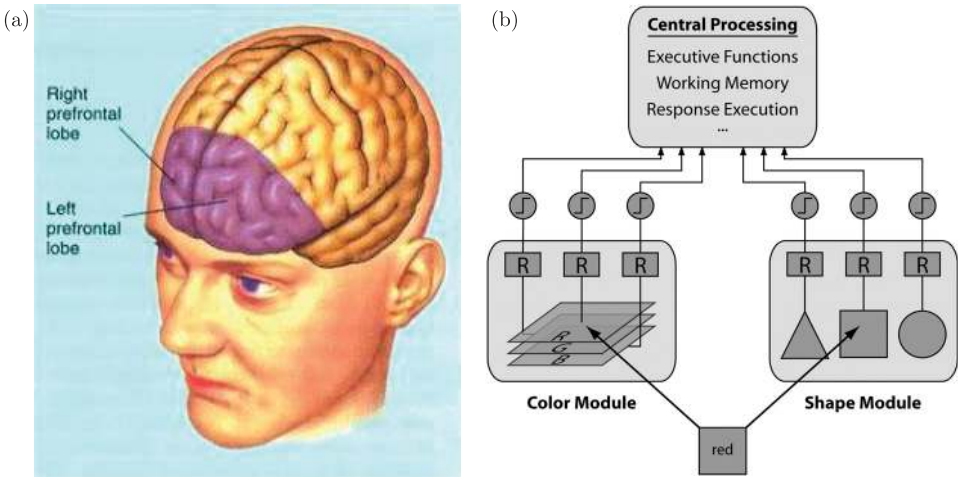 (a)
Right
prefrontal
lobe
Left
prefrontal
lobe
(b)
Central Processing
Executive Functions
Working Memory
Response Execution
...
R R R
R R R
R
G
B
Color Module
Shape Module
red